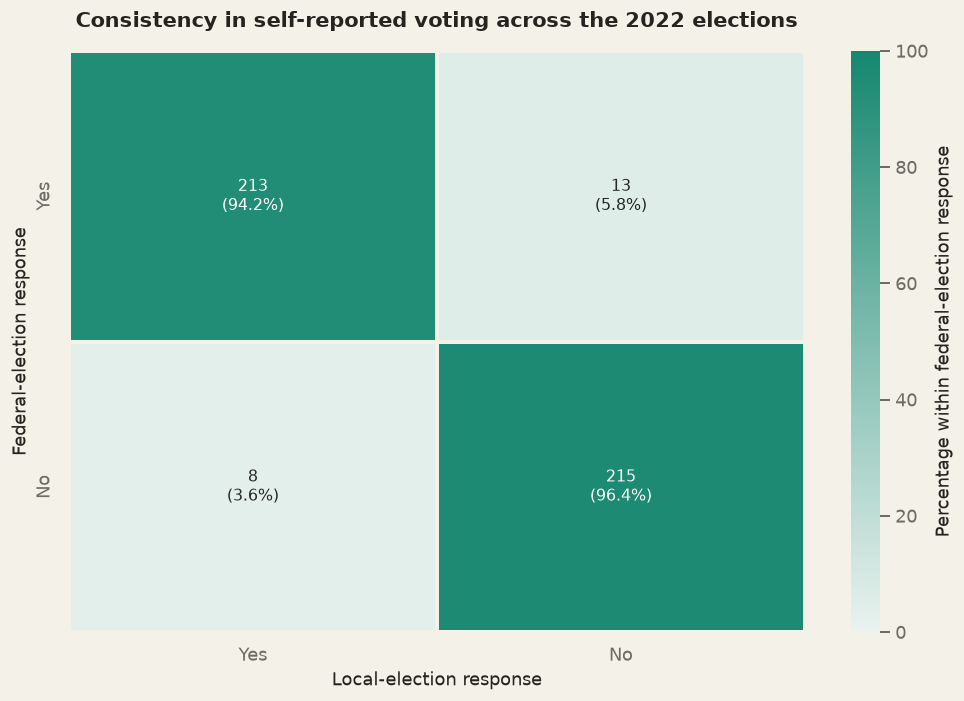 Consistency in self-reported voting across the 2022 elections
Federal-election response
Yes
No
213
(94.2%)
13
(5.8%)
8
(3.6%)
215
(96.4%)
Yes
No
Local-election response
100
80
60
40
20
0
Percentage within federal-election response